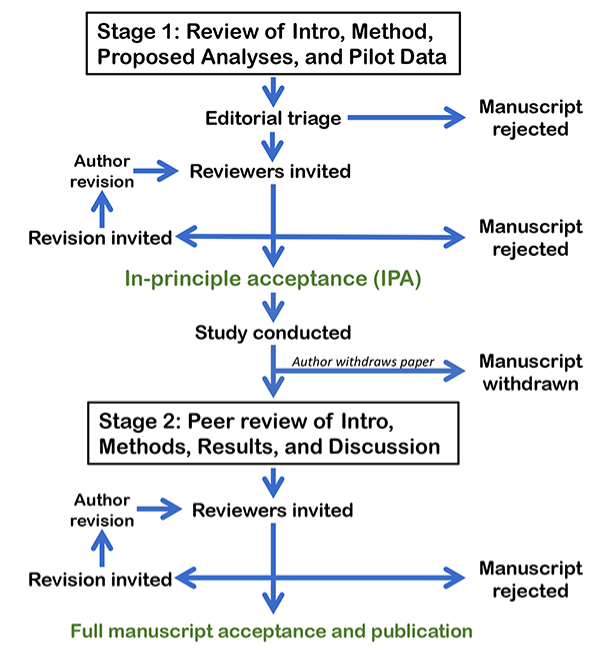 Stage 1: Review of Intro, Method,
Proposed Analyses, and Pilot Data
Editorial triage
Manuscript
rejected
Author
revision
Reviewers invited
Revision invited
Manuscript
rejected
In-principle acceptance (IPA)
Study conducted
Author withdraws paper
Manuscript
withdrawn
Stage 2: Peer review of Intro,
Methods, Results, and Discussion
Author
revision
Reviewers invited
Revision invited
Manuscript
rejected
Full manuscript acceptance and publication